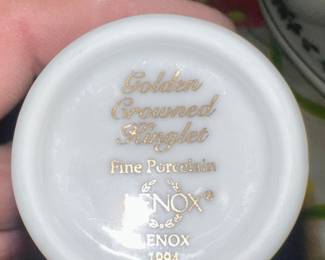 Golden
Crowned
Kinglet
Fine Porcelain
LENOX®
LENOX
1994